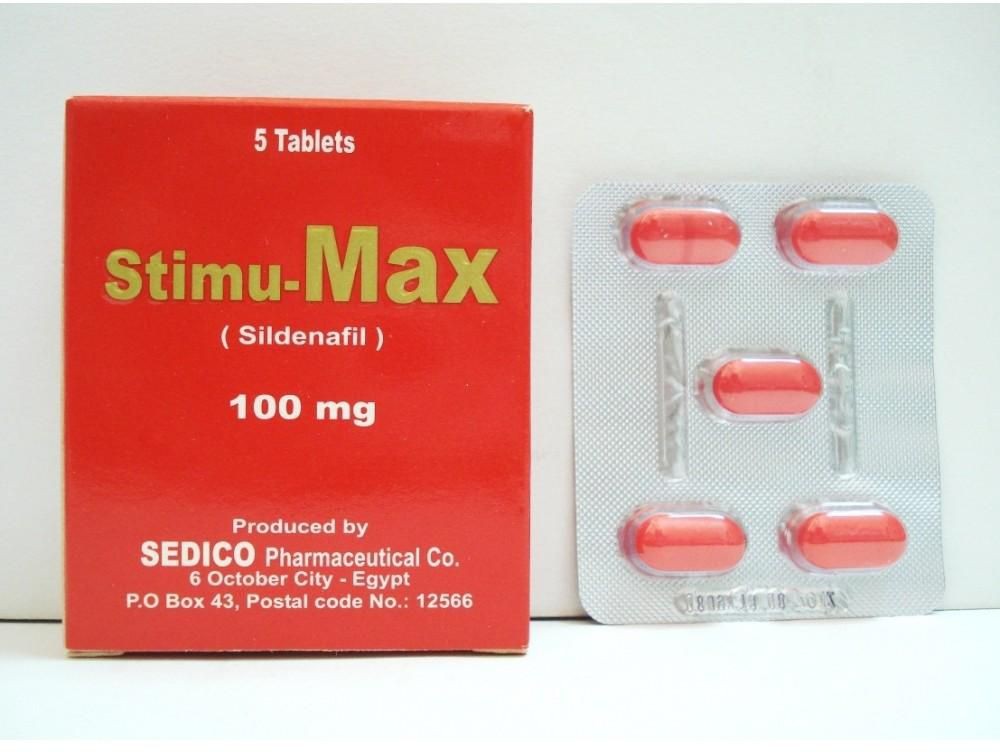 5 Tablets
Stimu-Max
( Sildenafil )
100 mg
Produced by
SEDICO Pharmaceutical Co.
6 October City - Egypt
P.O Box 43, Postal code No.: 12566